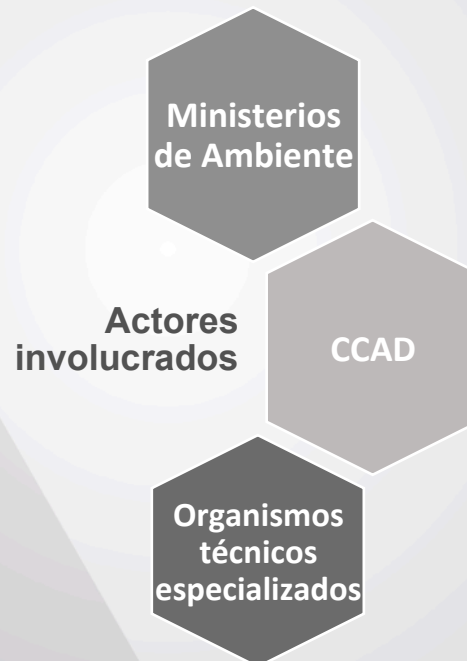 Ministerios
de Ambiente
Actores
involucrados
CCAD
Organismos
técnicos
especializados